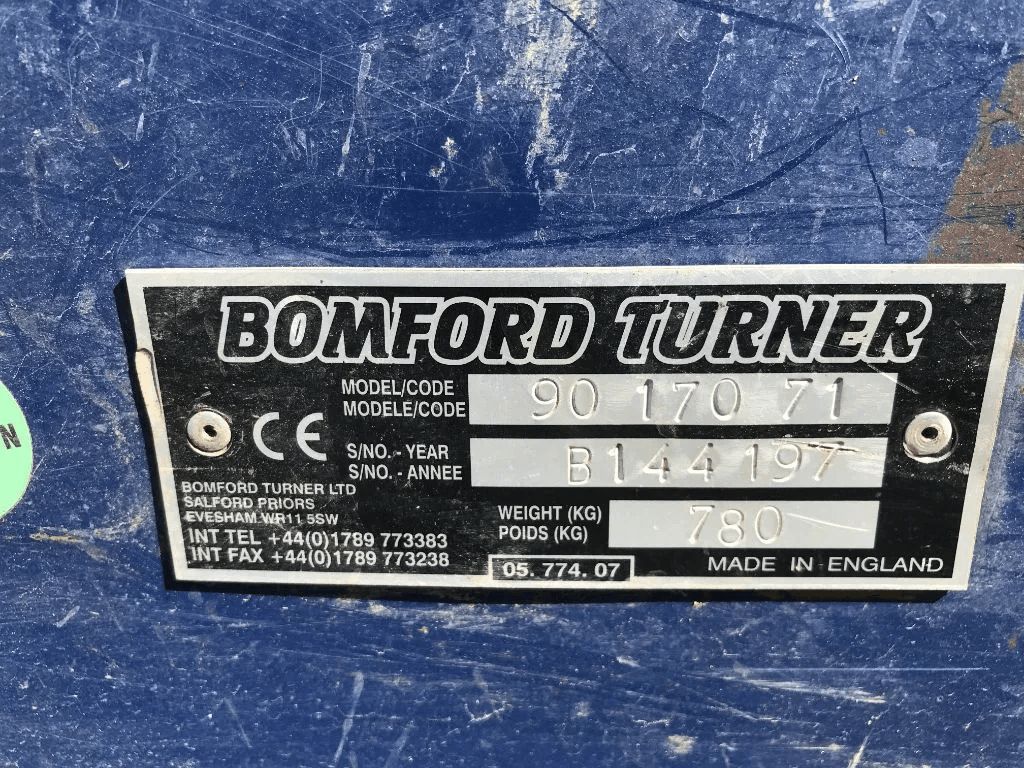 BOMFORD TURNER
MODEL/CODE
MODELE/CODE
90 170 71
CE
S/NO. - YEAR
S/NO. - ANNEE
B144197
BOMFORD TURNER LTD
SALFORD PRIORS
EVESHAM WR11 5SW
INT TEL +44(0)1789 773383
INT FAX +44(0)1789 773238
WEIGHT (KG)
POIDS (KG)
780
05. 774. 07
MADE IN ENGLAND
N